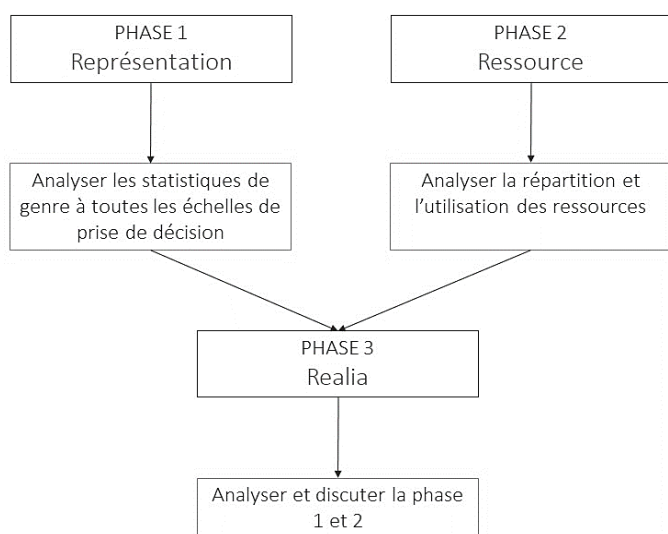 PHASE 1
Représentation
PHASE 2
Ressource
Analyser les statistiques de
genre à toutes les échelles de
prise de décision
Analyser la répartition et
l'utilisation des ressources
PHASE 3
Realia
Analyser et discuter la phase
1 et 2